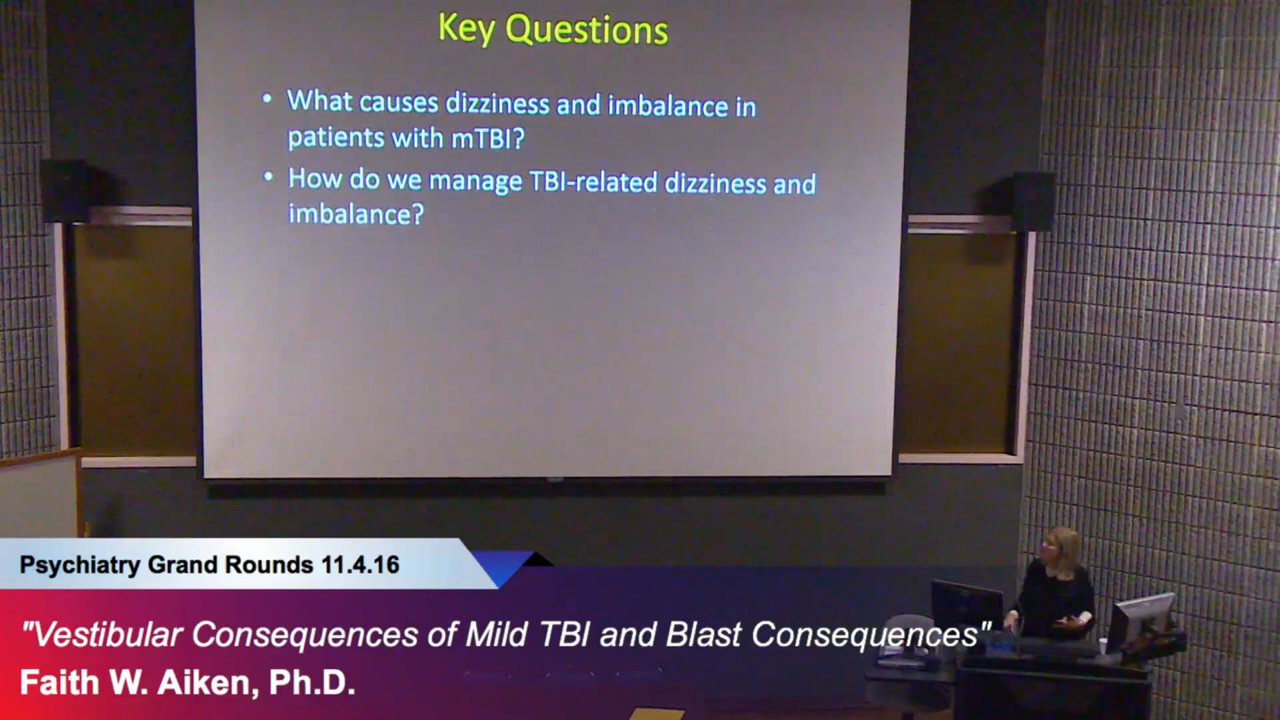 Key Questions
• What causes dizziness and imbalance in
patients with mTBI?
• How do we manage TBI-related dizziness and
imbalance?
Psychiatry Grand Rounds 11.4.16
"Vestibular Consequences of Mild TBI and Blast Consequences"
Faith W. Aiken, Ph.D.